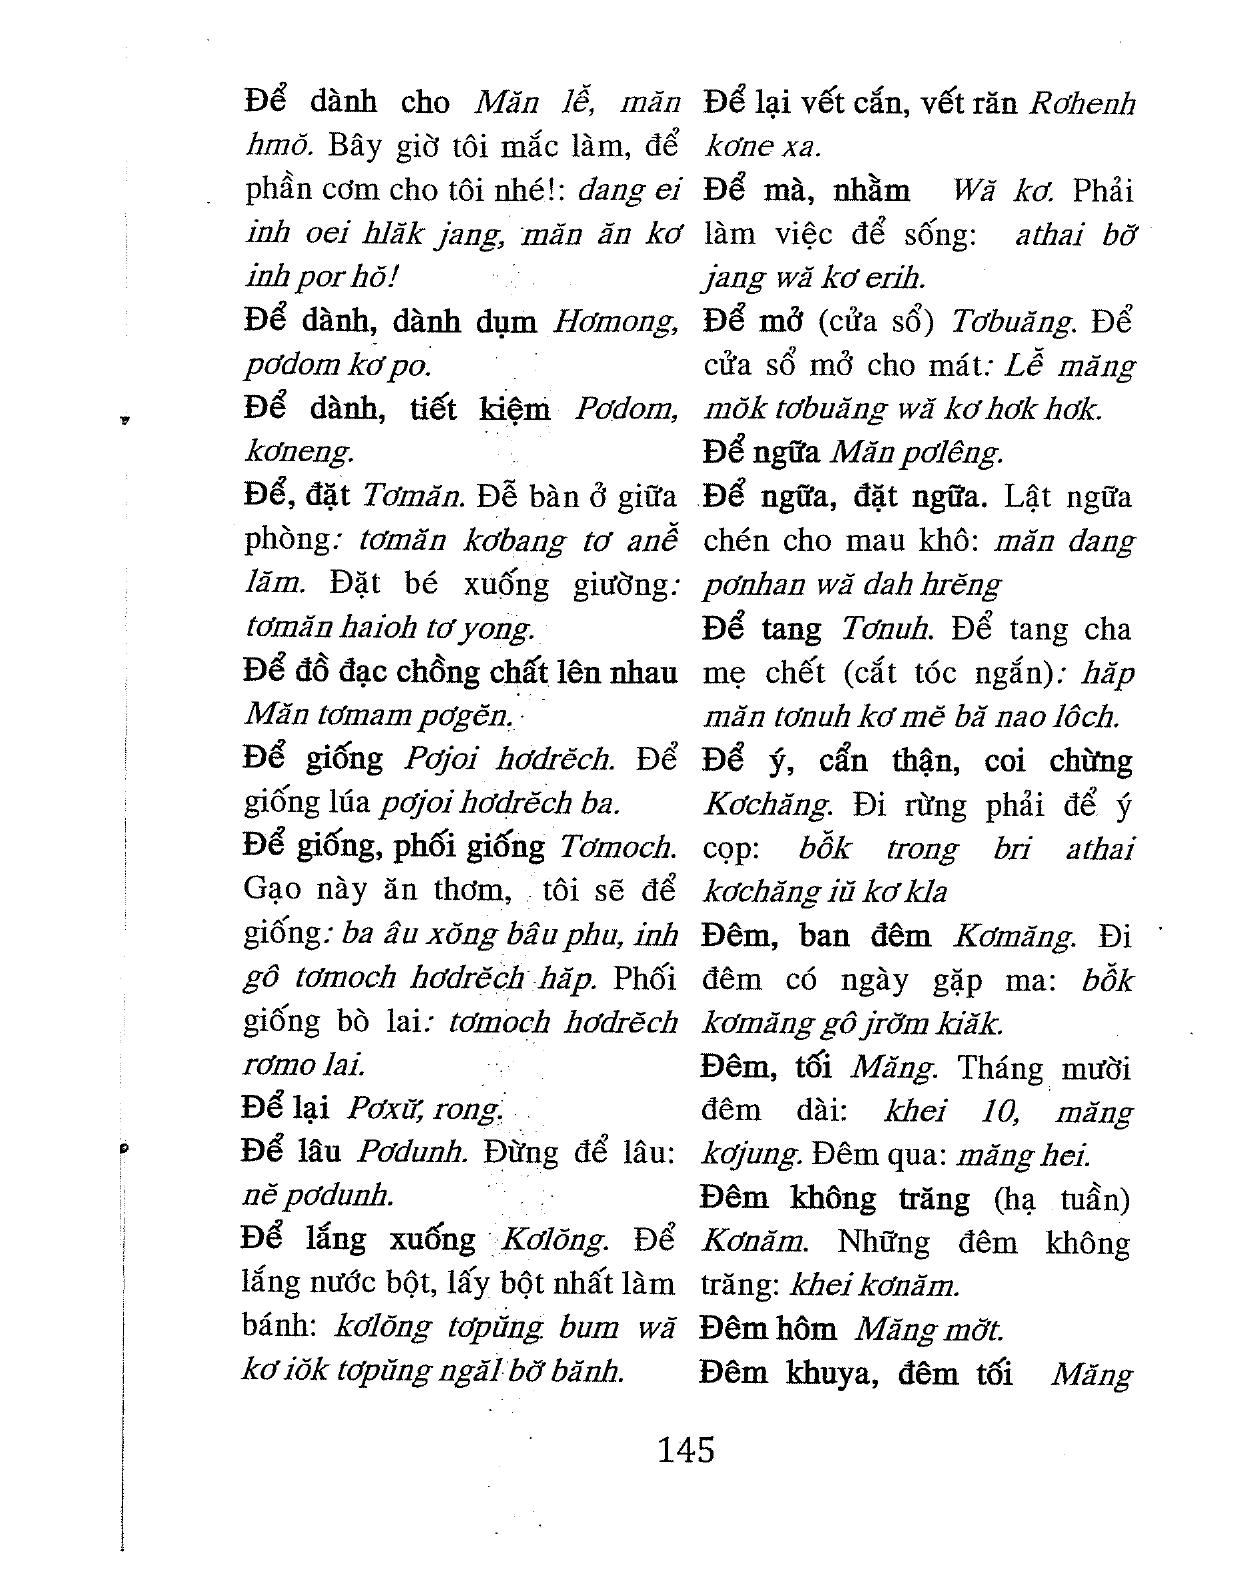 Để dành cho Măn lễ, măn
hmŏ. Bây giờ tôi mắc làm, để
phần cơm cho tôi nhé!: dang ei
inh oei hlăk jang, măn ăn kơ
inh por hŏ!
Để dành, dành dụm Hơmong,
pơdom kơ po.
Để dành, tiết kiệm Pơdom,
kơneng.
Để, đặt Tơmăn. Đễ bàn ở giữa
phòng: tơmăn kơbang tơ anễ
lăm. Đặt bé xuống giường:
tơmăn haioh tơ yong.
Để đồ đạc chồng chất lên nhau
Măn tơmam pơgĕn.
Để giống Pơjoi hơdrĕch. Để
giống lúa pơjoi hơdrĕch ba.
Để giống, phối giống Tơmoch.
Gạo này ăn thơm, tôi sẽ để
giống: ba âu xŏng bâu phu, inh
gô tơmoch hơdrĕch hăp. Phối
giống bò lai: tơmoch hơdrĕch
rơmo lai.
Để lại Pơxữ, rong.
Để lâu Pơdunh. Đừng để lâu:
nĕ pơdunh.
Để lắng xuống Kơlŏng. Để
lắng nước bột, lấy bột nhất làm
bánh: kơlŏng tơpŭng bum wă
kơ iŏk tơpŭng ngăl bơ̆ bănh.
Để lại vết cắn, vết răn Rơhenh
kơne xa.
Để mà, nhằm Wă kơ. Phải
làm việc để sống: athai bơ̆
jang wă kơ erih.
Để mở (cửa sổ) Tơbuăng. Để
cửa sổ mở cho mát: Lễ măng
mŏk tơbuăng wă kơ hơk hơk.
Để ngữa Măn pơlêng.
Để ngữa, đặt ngữa. Lật ngữa
chén cho mau khô: măn dang
pơnhan wă dah hrĕng
Để tang Tơnuh. Để tang cha
mẹ chết (cắt tóc ngắn): hăp
măn tơnuh kơ mĕ bă nao lôch.
Để ý, cẩn thận, coi chừng
Kơchăng. Đi rừng phải để ý
cọp: bô̆k trong bri athai
kơchăng iŭ kơ kla
Đêm, ban đêm Kơmăng. Đi
đêm có ngày gặp ma: bô̆k
kơmăng gô jrơ̆m kiăk.
Đêm, tối Măng. Tháng mười
đêm dài: khei 10, măng
kơjung. Đêm qua: măng hei.
Đêm không trăng (hạ tuần)
Kơnăm. Những đêm không
trăng: khei kơnăm.
Đêm hôm Măng mơ̆t.
Đêm khuya, đêm tối Măng
145